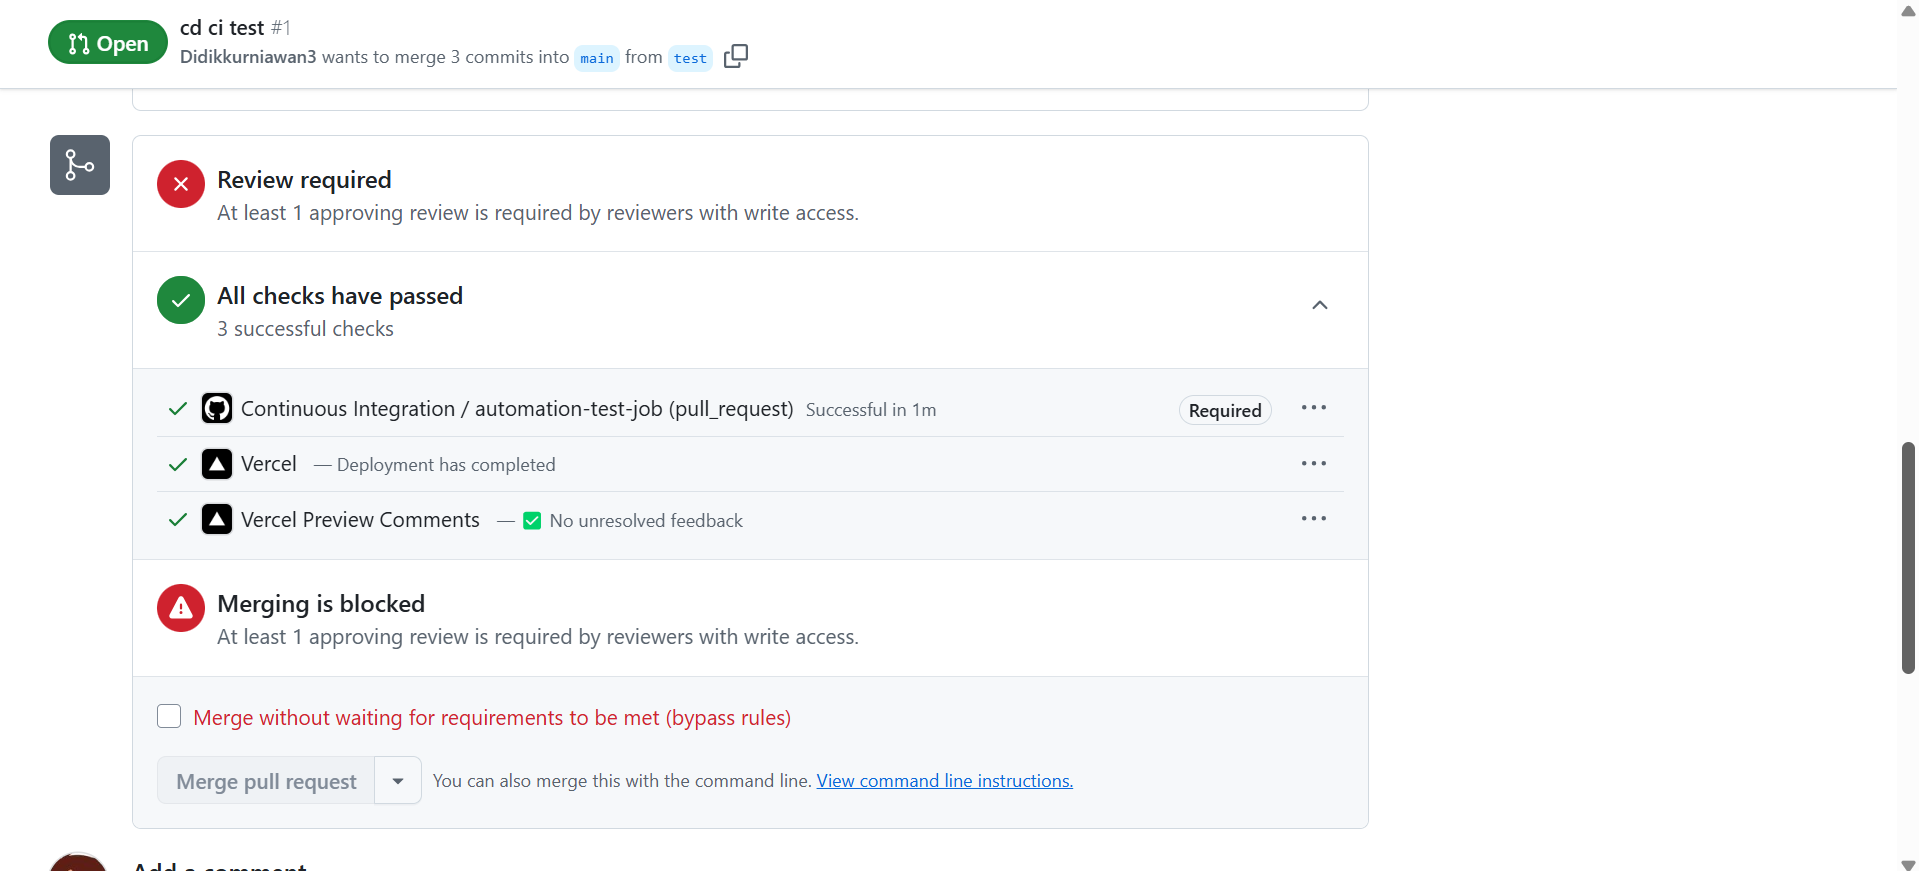 Open
cd ci test #1
Didikkurniawan3 wants to merge 3 commits into main from test
Review required
At least 1 approving review is required by reviewers with write access.
All checks have passed
3 successful checks
Continuous Integration / automation-test-job (pull_request) Successful in 1m Required
Vercel — Deployment has completed
Vercel Preview Comments — ✅ No unresolved feedback
Merging is blocked
At least 1 approving review is required by reviewers with write access.
Merge without waiting for requirements to be met (bypass rules)
Merge pull request You can also merge this with the command line. View command line instructions.
Add a comment